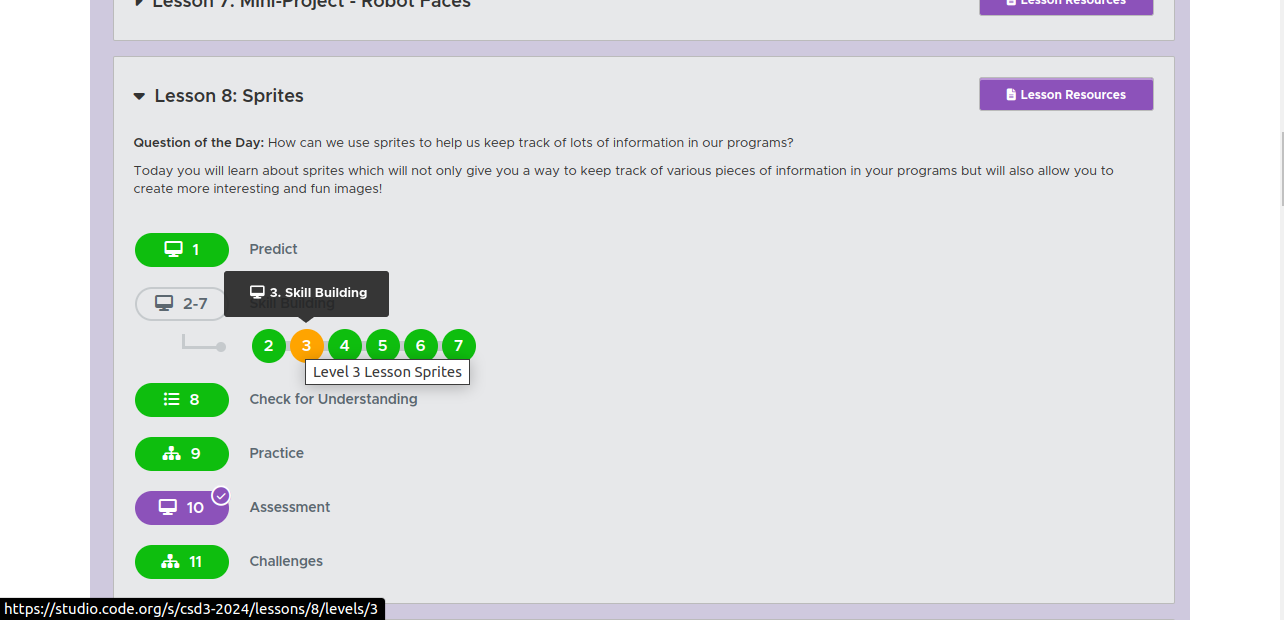 Lesson 7: Mini-Project - Robot Faces
Lesson Resources
Lesson 8: Sprites
Lesson Resources
Question of the Day: How can we use sprites to help us keep track of lots of information in our programs?
Today you will learn about sprites which will not only give you a way to keep track of various pieces of information in your programs but will also allow you to
create more interesting and fun images!
1 Predict
2-7 Skill Building
3. Skill Building
2 3 4 5 6 7
Level 3 Lesson Sprites
8 Check for Understanding
9 Practice
10 Assessment
11 Challenges
https://studio.code.org/s/csd3-2024/lessons/8/levels/3